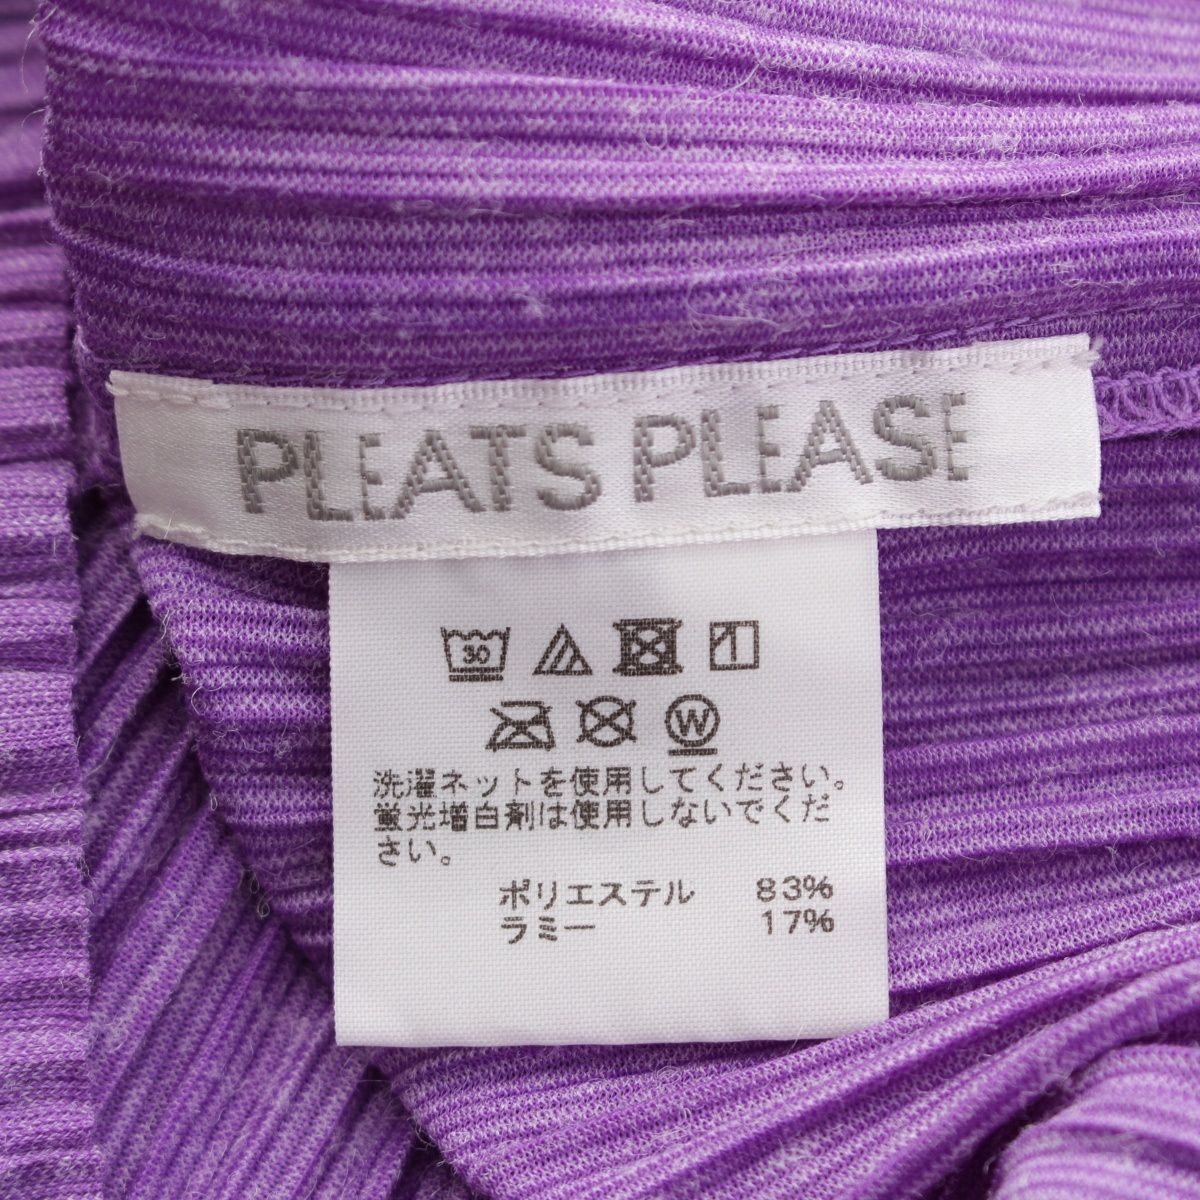 PLEATS PLEASE
30
W
洗濯ネットを使用してください。
蛍光増白剤は使用しないでくだ
さい。
ポリエステル 83%
ラミー 17%